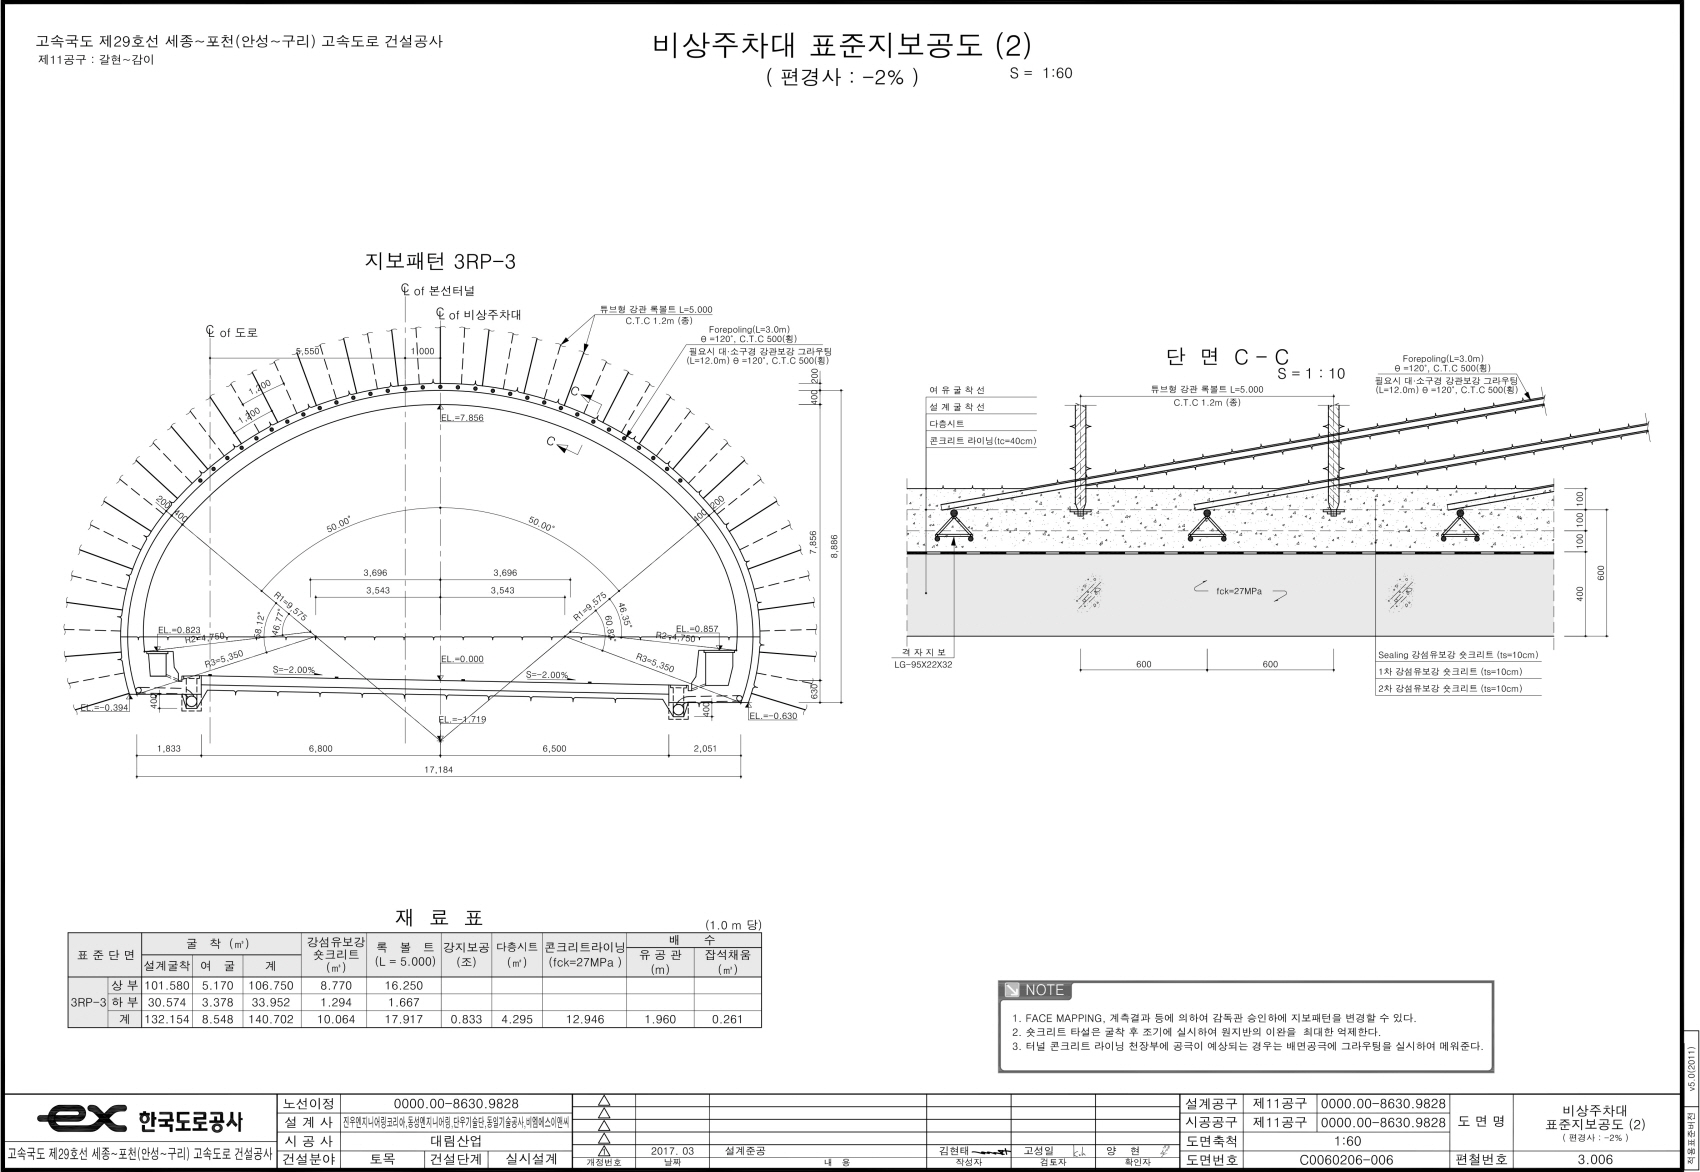 고속국도 제29호선 세종~포천(안성~구리) 고속도로 건설공사
제11공구 : 갈현~감이
비상주차대 표준지보공도 (2)
( 편경사 : -2% )
S = 1:60
지보패턴 3RP-3
℄ of 본선터널
℄ of 비상주차대
℄ of 도로
튜브형 강관 록볼트 L=5.000
C.T.C 1.2m (종)
Forepoling(L=3.0m)
θ =120°, C.T.C 500(횡)
필요시 대·소구경 강관보강 그라우팅
(L=12.0m) θ =120°, C.T.C 500(횡)
5,550
1,000
1,200
1,200
C
C
EL.=7.856
200
400
200
400
200
400
50.00°
50.00°
7,856
8,886
3,696
3,696
3,543
3,543
R1=9.575
R1=9.575
46.77°
46.35°
60.82°
EL.=0.823
EL.=0.857
R2=4.750
R2=4.750
R3=5.350
R3=5.350
EL.=0.000
S=-2.00%
S=-2.00%
630
400
400
EL.=-0.394
EL.=-1.719
EL.=-0.630
1,833
6,800
6,500
2,051
17,184
단 면 C - C
S = 1 : 10
튜브형 강관 록볼트 L=5.000
C.T.C 1.2m (종)
Forepoling(L=3.0m)
θ =120°, C.T.C 500(횡)
필요시 대·소구경 강관보강 그라우팅
(L=12.0m) θ =120°, C.T.C 500(횡)
여 유 굴 착 선
설 계 굴 착 선
다층시트
콘크리트 라이닝(tc=40cm)
100
100
100
400
600
fck=27MPa
격 자 지 보
LG-95X22X32
600
600
Sealing 강섬유보강 숏크리트 (ts=10cm)
1차 강섬유보강 숏크리트 (ts=10cm)
2차 강섬유보강 숏크리트 (ts=10cm)
재 료 표
(1.0 m 당)
표 준 단 면
굴 착 (㎥)
강섬유보강 숏크리트 (㎥)
록 볼 트 (L = 5.000)
강지보공 (조)
다층시트 (㎡)
콘크리트라이닝 (fck=27MPa )
배 수
설계굴착 여 굴 계
유 공 관 (m)
잡석채움 (㎥)
3RP-3
상 부 101.580 5.170 106.750 8.770 16.250
하 부 30.574 3.378 33.952 1.294 1.667
계 132.154 8.548 140.702 10.064 17.917 0.833 4.295 12.946 1.960 0.261
NOTE
1. FACE MAPPING, 계측결과 등에 의하여 감독관 승인하에 지보패턴을 변경할 수 있다.
2. 숏크리트 타설은 굴착 후 조기에 실시하여 원지반의 이완을 최대한 억제한다.
3. 터널 콘크리트 라이닝 천장부에 공극이 예상되는 경우는 배면공극에 그라우팅을 실시하여 메워준다.
v5.0(2011)
적용표준버전
ex 한국도로공사
고속국도 제29호선 세종~포천(안성~구리) 고속도로 건설공사
노선이정 0000.00-8630.9828
설 계 사 진우엔지니어링코리아,동성엔지니어링,단우기술단,동일기술공사,비엠에스이앤씨
시 공 사 대림산업
건설분야 토목 건설단계 실시설계
2017. 03 설계준공
개정번호 날짜 내 용
김현태 고성일 양 현
작성자 검토자 확인자
설계공구 제11공구 0000.00-8630.9828
시공공구 제11공구 0000.00-8630.9828
도면축척 1:60
도면번호 C0060206-006
도 면 명
비상주차대
표준지보공도 (2)
( 편경사 : -2% )
편철번호 3.006